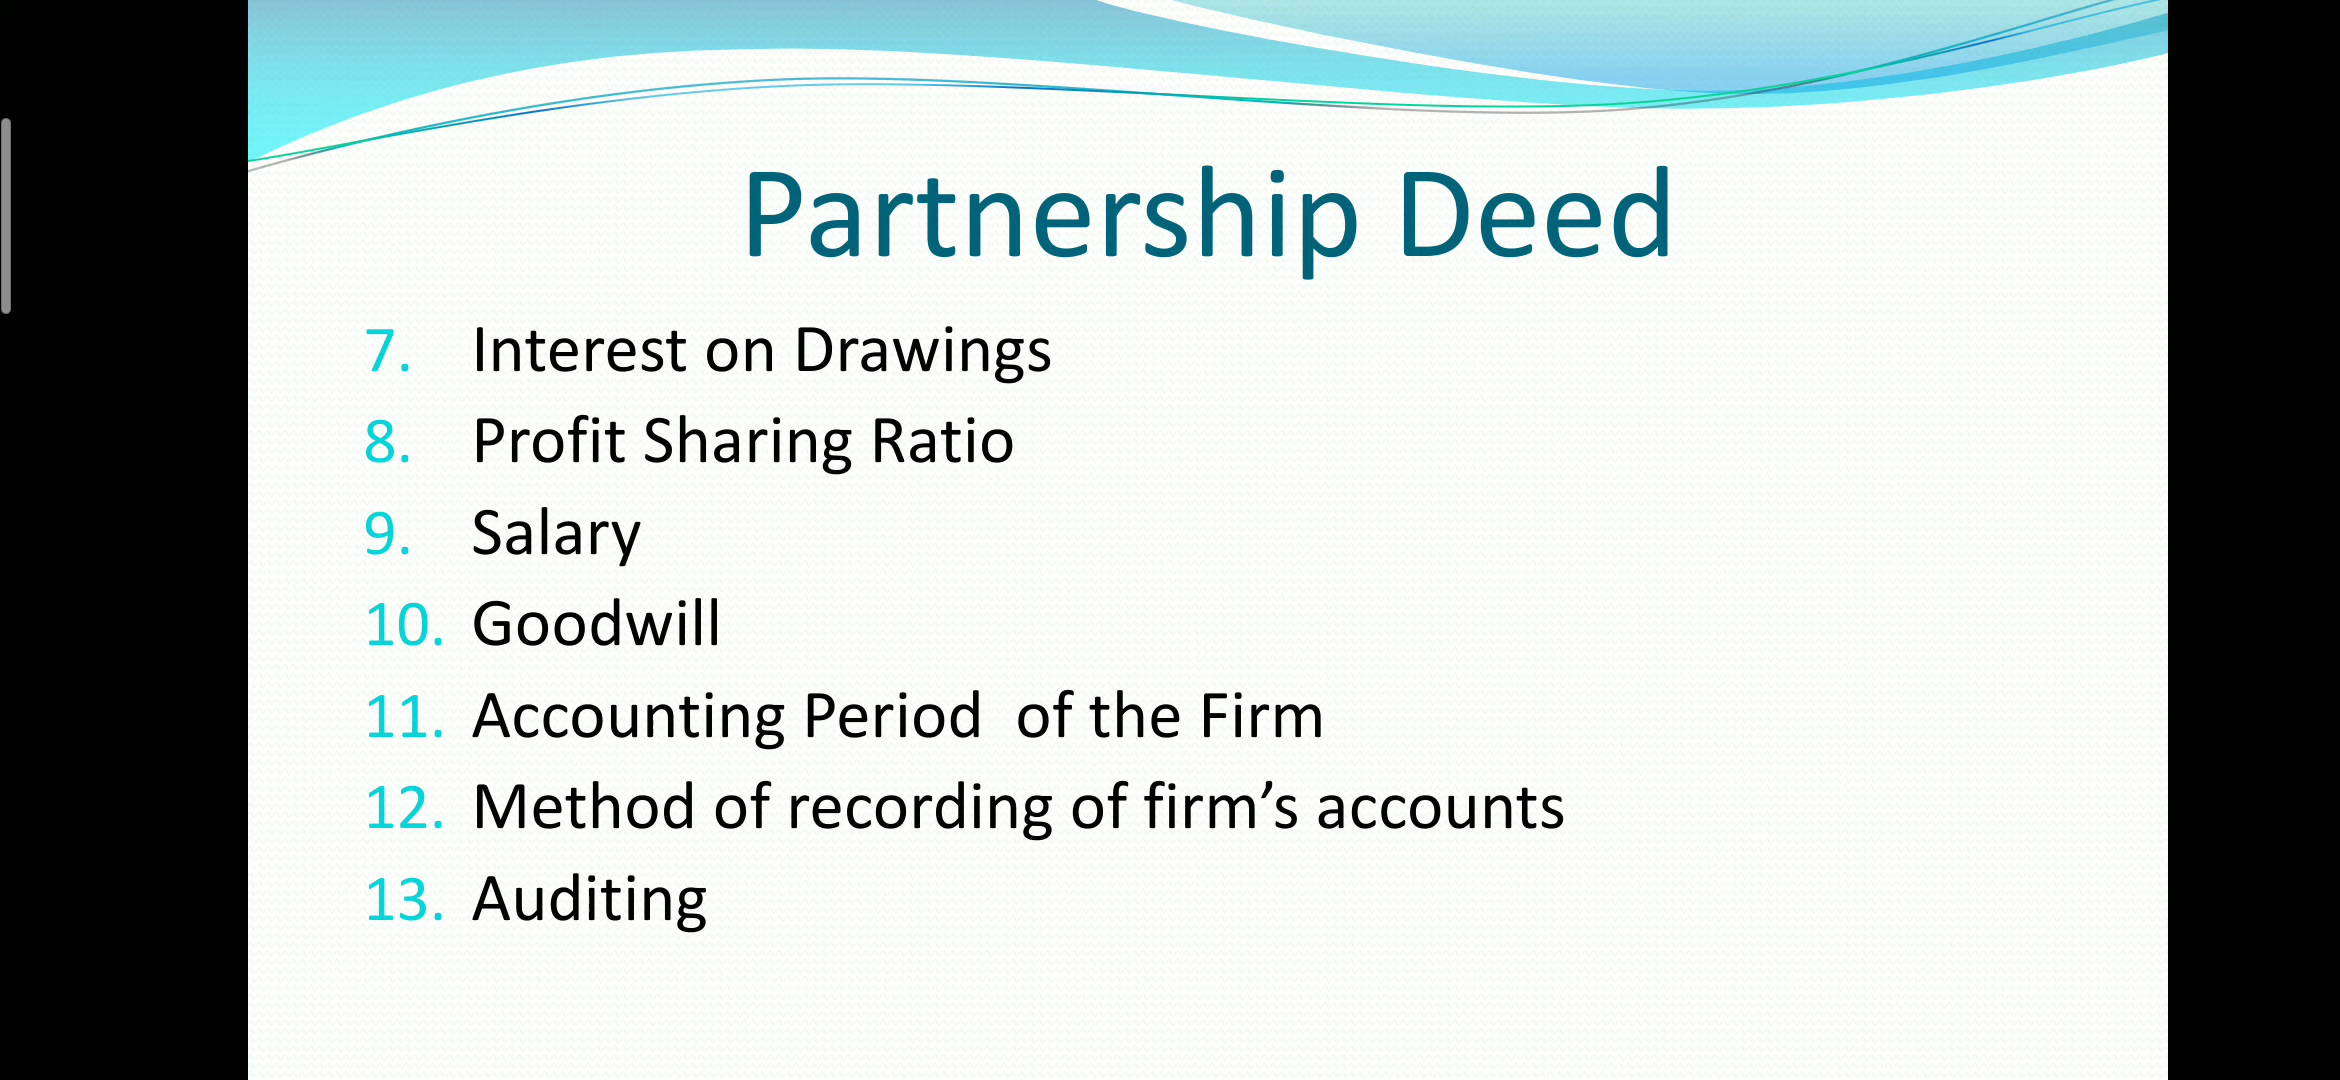 Partnership Deed
7. Interest on Drawings
8. Profit Sharing Ratio
9. Salary
10. Goodwill
11. Accounting Period  of the Firm
12. Method of recording of firm’s accounts
13. Auditing